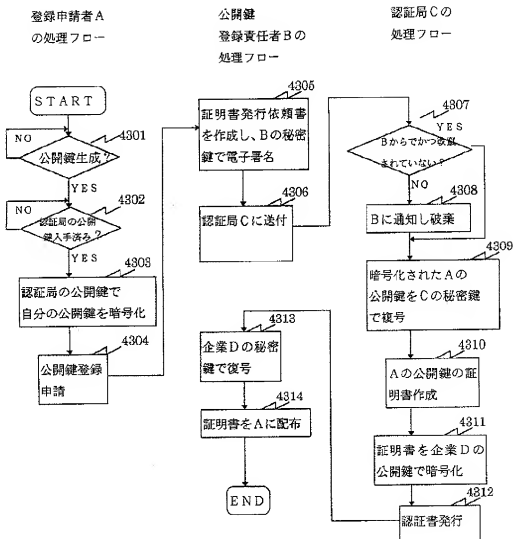 登録申請者A
の処理フロー
START
NO
4301
公開鍵生成?
YES
NO
4302
認証局の公開
鍵入手済み?
YES
4303
認証局の公開鍵で
自分の公開鍵を暗号化
4304
公開鍵登録
申請
公開鍵
登録責任者Bの
処理フロー
4305
証明書発行依頼書
を作成し、Bの秘密
鍵で電子署名
4306
認証局Cに送付
4313
企業Dの秘密
鍵で復号
4314
証明書をAに配布
END
認証局Cの
処理フロー
4307
YES
Bからでかつ改竄
されていない?
NO
4308
Bに通知し破棄
4309
暗号化されたAの
公開鍵をCの秘密鍵
で復号
4310
Aの公開鍵の証
明書作成
4311
証明書を企業Dの
公開鍵で暗号化
4312
認証書発行